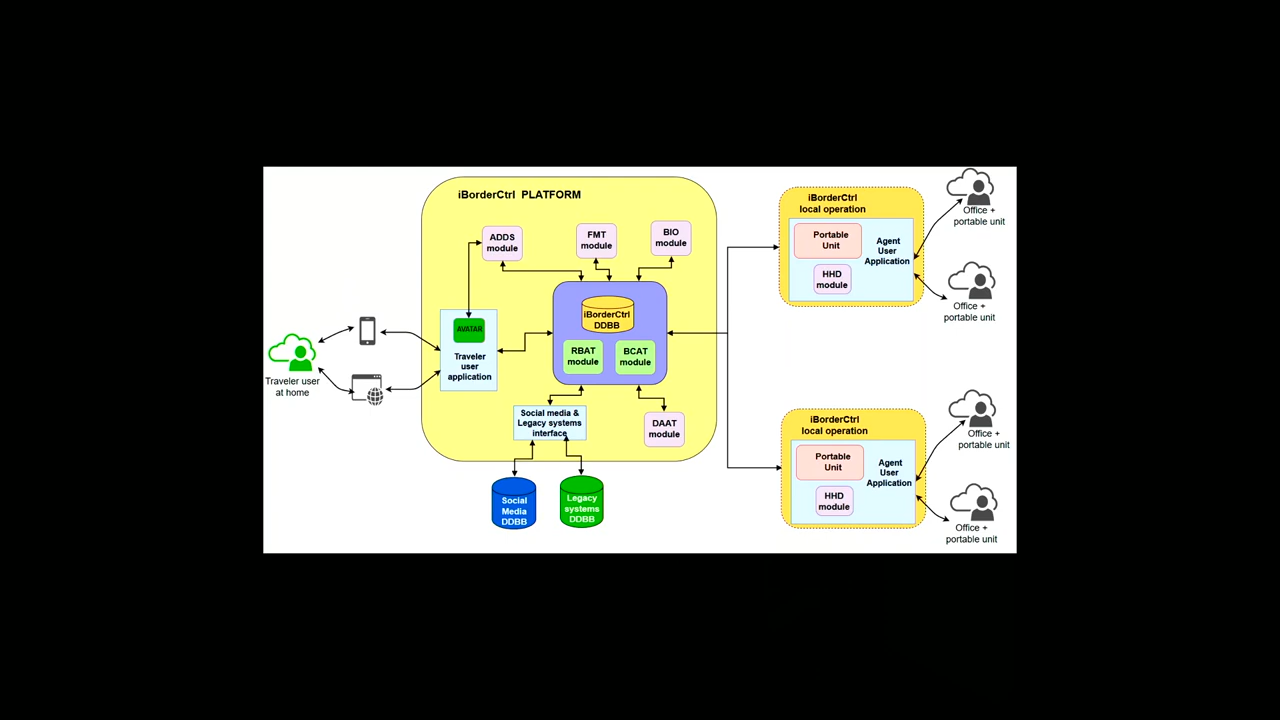 iBorderCtrl PLATFORM
ADDS
module
FMT
module
BIO
module
iBorderCtrl
DDBB
RBAT
module
BCAT
module
AVATAR
Traveler
user
application
Traveler user
at home
Social media &
Legacy systems
interface
DAAT
module
Social
Media
DDBB
Legacy
systems
DDBB
iBorderCtrl
local operation
Portable
Unit
HHD
module
Agent
User
Application
Office +
portable unit
Office +
portable unit
iBorderCtrl
local operation
Portable
Unit
HHD
module
Agent
User
Application
Office +
portable unit
Office +
portable unit